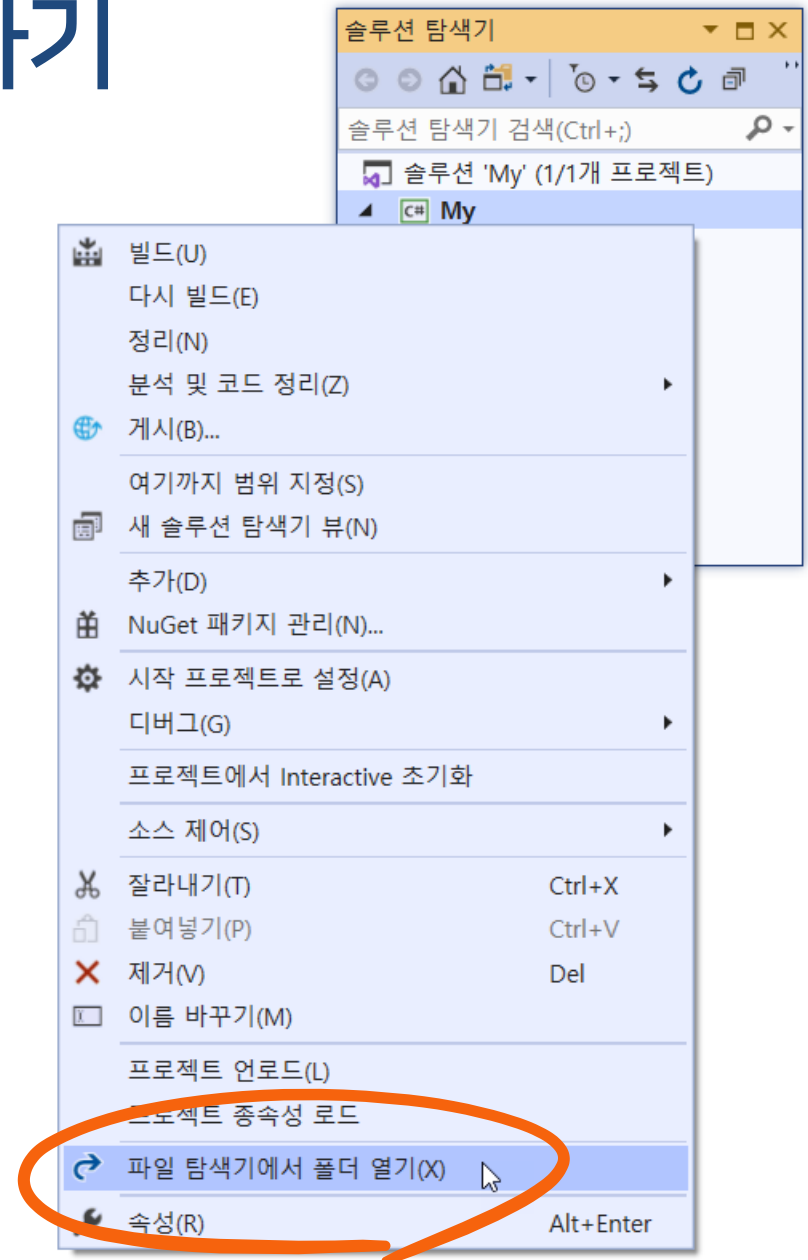 기
솔루션 탐색기
솔루션 탐색기 검색(Ctrl+;)
솔루션 'My' (1/1개 프로젝트)
C# My
빌드(U)
다시 빌드(E)
정리(N)
분석 및 코드 정리(Z)
게시(B)...
여기까지 범위 지정(S)
새 솔루션 탐색기 뷰(N)
추가(D)
NuGet 패키지 관리(N)...
시작 프로젝트로 설정(A)
디버그(G)
프로젝트에서 Interactive 초기화
소스 제어(S)
잘라내기(T) Ctrl+X
붙여넣기(P) Ctrl+V
제거(V) Del
이름 바꾸기(M)
프로젝트 언로드(L)
프로젝트 종속성 로드
파일 탐색기에서 폴더 열기(X)
속성(R) Alt+Enter